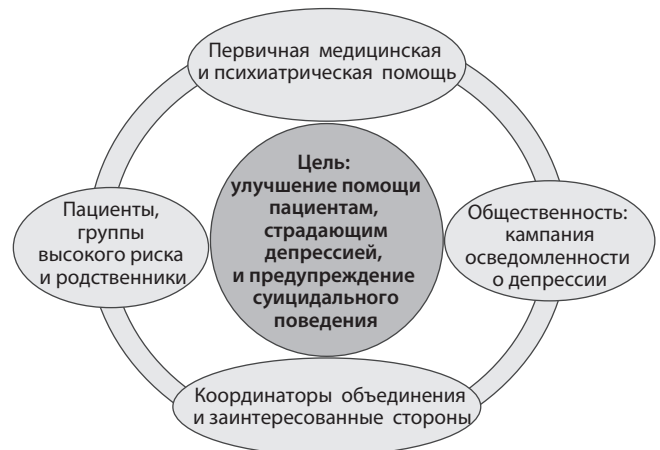 Первичная медицинская
и психиатрическая помощь
Цель:
улучшение помощи
пациентам,
страдающим
депрессией,
и предупреждение
суицидального
поведения
Пациенты,
группы
высокого риска
и родственники
Общественность:
кампания
осведомленности
о депрессии
Координаторы объединения
и заинтересованные стороны